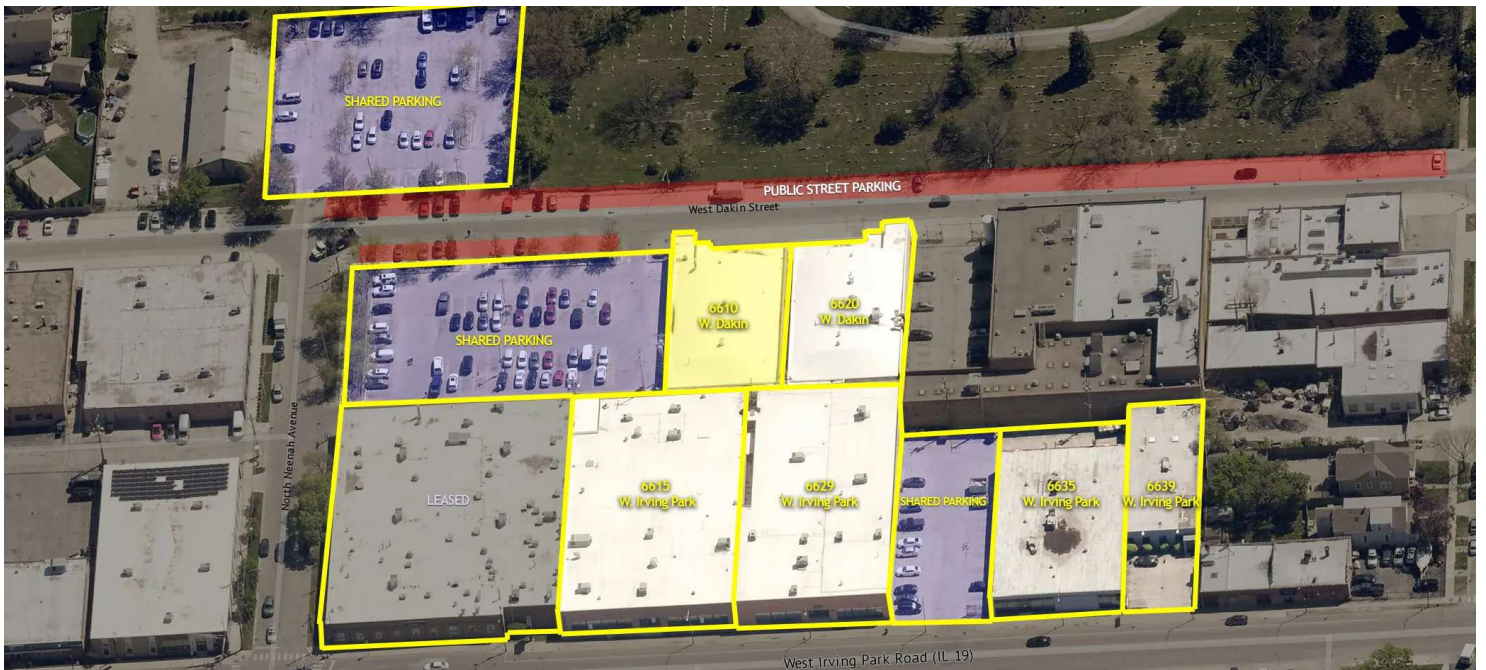 SHARED PARKING
PUBLIC STREET PARKING
West Dakin Street
6610
W. Dakin
6620
W. Dakin
SHARED PARKING
North Neenah Avenue
LEASED
6615
W. Irving Park
6629
W. Irving Park
SHARED PARKING
6635
W. Irving Park
6639
W. Irving Park
West Irving Park Road (IL 19)